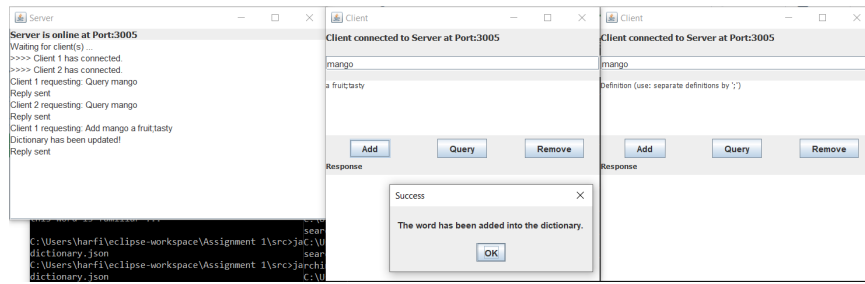 Server
Server is online at Port:3005
Waiting for client(s) ...
>>>> Client 1 has connected.
>>>> Client 2 has connected.
Client 1 requesting: Query mango
Reply sent
Client 2 requesting: Query mango
Reply sent
Client 1 requesting: Add mango a fruit;tasty
Dictionary has been updated!
Reply sent
Client
Client connected to Server at Port:3005
mango
a fruit;tasty
Add Query Remove
Response
Success
The word has been added into the dictionary.
OK
Client
Client connected to Server at Port:3005
mango
Definition (use: separate definitions by ';')
Add Query Remove
Response
C:\Users\harfi\eclipse-workspace\Assignment 1\src>ja
dictionary.json
C:\Users\harfi\eclipse-workspace\Assignment 1\src>ja
dictionary.json